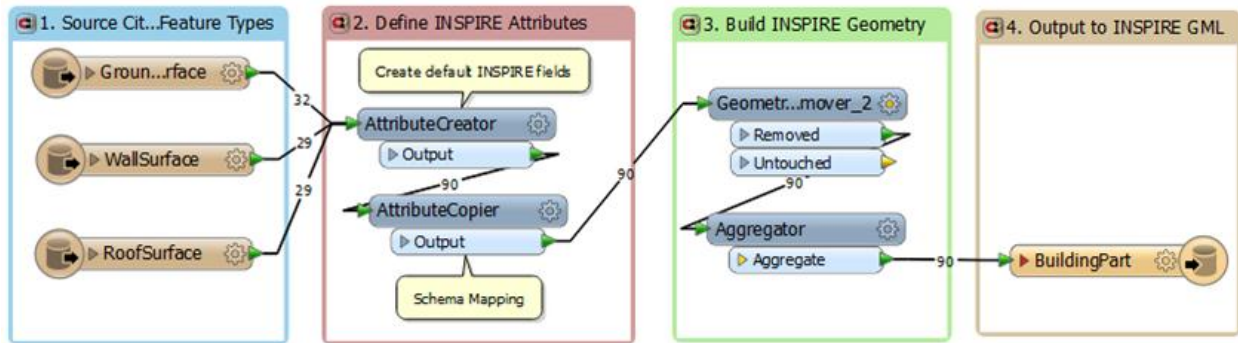 1. Source Cit...Feature Types
Groun...rface
32
WallSurface
29
29
RoofSurface
2. Define INSPIRE Attributes
Create default INSPIRE fields
AttributeCreator
Output
90
AttributeCopier
Output
Schema Mapping
90
3. Build INSPIRE Geometry
Geometr...mover_2
Removed
Untouched
90
Aggregator
Aggregate
90
4. Output to INSPIRE GML
BuildingPart